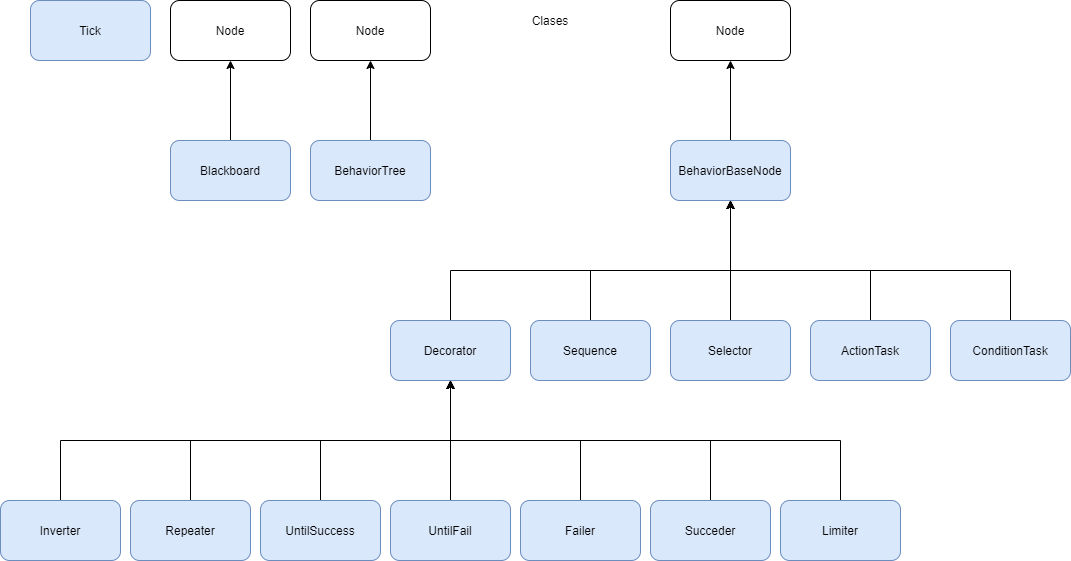 Clases
Tick
Node
Node
Node
Blackboard
BehaviorTree
BehaviorBaseNode
Decorator
Sequence
Selector
ActionTask
ConditionTask
Inverter
Repeater
UntilSuccess
UntilFail
Failer
Succeder
Limiter